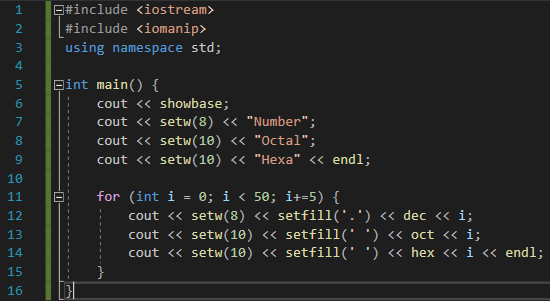 1 #include <iostream>
2 #include <iomanip>
3 using namespace std;
4
5 int main() {
6     cout << showbase;
7     cout << setw(8) << "Number";
8     cout << setw(10) << "Octal";
9     cout << setw(10) << "Hexa" << endl;
10
11     for (int i = 0; i < 50; i+=5) {
12         cout << setw(8) << setfill('.') << dec << i;
13         cout << setw(10) << setfill(' ') << oct << i;
14         cout << setw(10) << setfill(' ') << hex << i << endl;
15     }
16 }